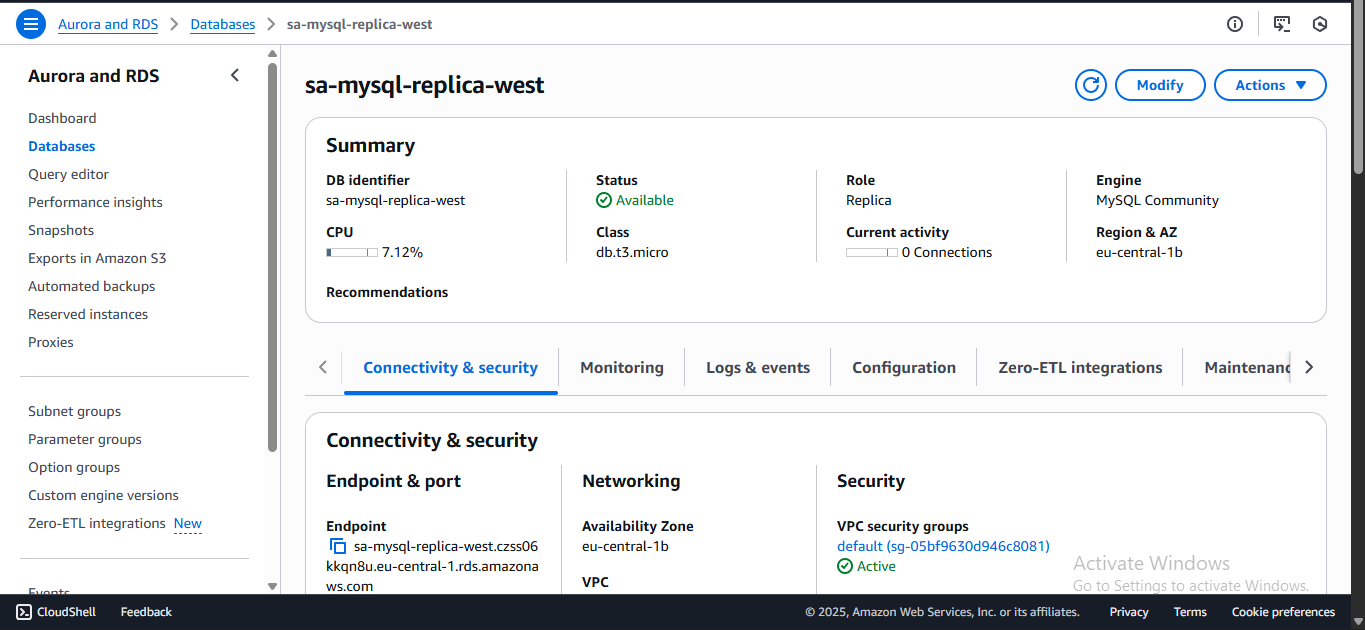 Aurora and RDS > Databases > sa-mysql-replica-west
Aurora and RDS
Dashboard
Databases
Query editor
Performance insights
Snapshots
Exports in Amazon S3
Automated backups
Reserved instances
Proxies
Subnet groups
Parameter groups
Option groups
Custom engine versions
Zero-ETL integrations New
Events
sa-mysql-replica-west
Modify
Actions
Summary
DB identifier
sa-mysql-replica-west
Status
Available
Role
Replica
Engine
MySQL Community
CPU
7.12%
Class
db.t3.micro
Current activity
0 Connections
Region & AZ
eu-central-1b
Recommendations
Connectivity & security
Monitoring
Logs & events
Configuration
Zero-ETL integrations
Maintenanc
Connectivity & security
Endpoint & port
Endpoint
sa-mysql-replica-west.czss06
kkqn8u.eu-central-1.rds.amazona
ws.com
Networking
Availability Zone
eu-central-1b
VPC
Security
VPC security groups
default (sg-05bf9630d946c8081)
Active
Activate Windows
Go to Settings to activate Windows.
CloudShell
Feedback
© 2025, Amazon Web Services, Inc. or its affiliates.
Privacy
Terms
Cookie preferences